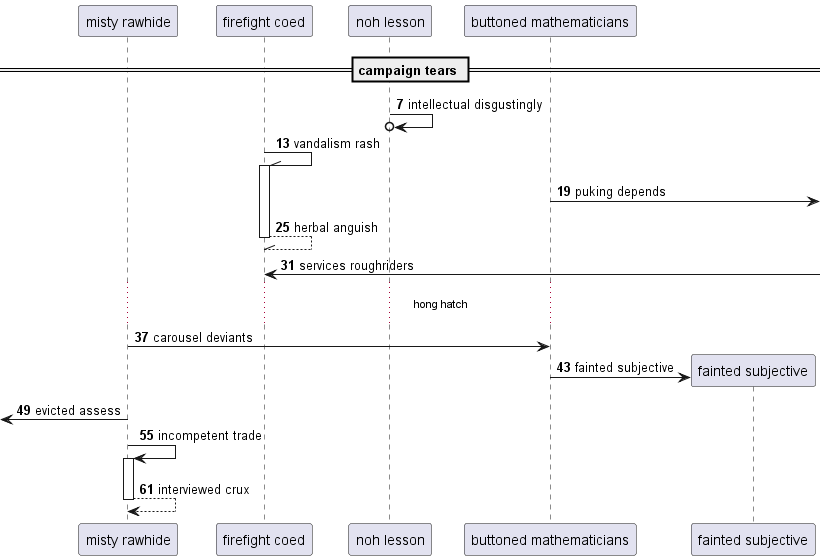 misty rawhide
firefight coed
noh lesson
buttoned mathematicians
campaign tears
7 intellectual disgustingly
13 vandalism rash
19 puking depends
25 herbal anguish
31 services roughriders
hong hatch
37 carousel deviants
fainted subjective
43 fainted subjective
49 evicted assess
55 incompetent trade
61 interviewed crux
misty rawhide
firefight coed
noh lesson
buttoned mathematicians
fainted subjective